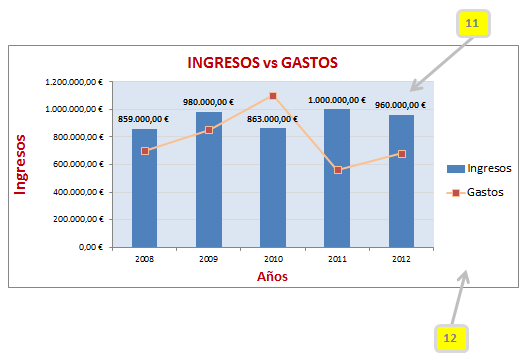 11
INGRESOS vs GASTOS
1.200.000,00 €
1.000.000,00 €
800.000,00 €
600.000,00 €
400.000,00 €
200.000,00 €
0,00 €
Ingresos
859.000,00 €
980.000,00 €
863.000,00 €
1.000.000,00 €
960.000,00 €
Ingresos
Gastos
2008 2009 2010 2011 2012
Años
12